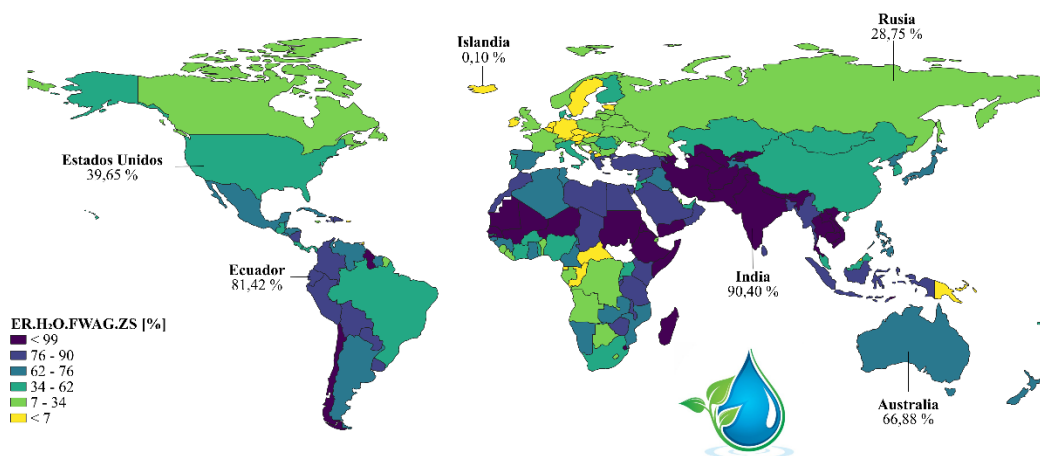 Rusia
28,75 %
Islandia
0,10 %
Estados Unidos
39,65 %
Ecuador
81,42 %
India
90,40 %
Australia
66,88 %
ER.H₂O.FWAG.ZS [%]
< 99
76 - 90
62 - 76
34 - 62
7 - 34
< 7